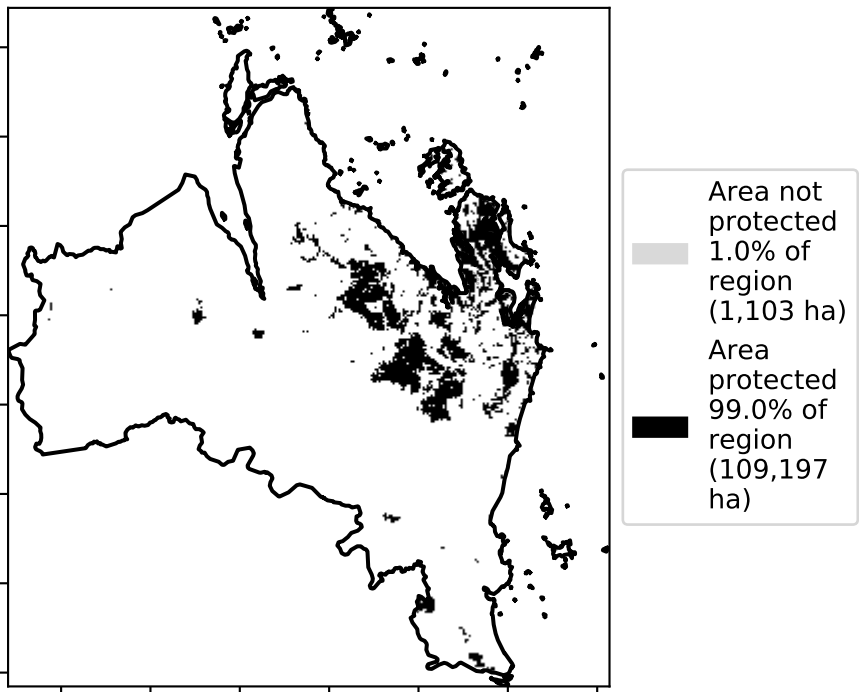 Area not
protected
1.0% of
region
(1,103 ha)
Area
protected
99.0% of
region
(109,197
ha)